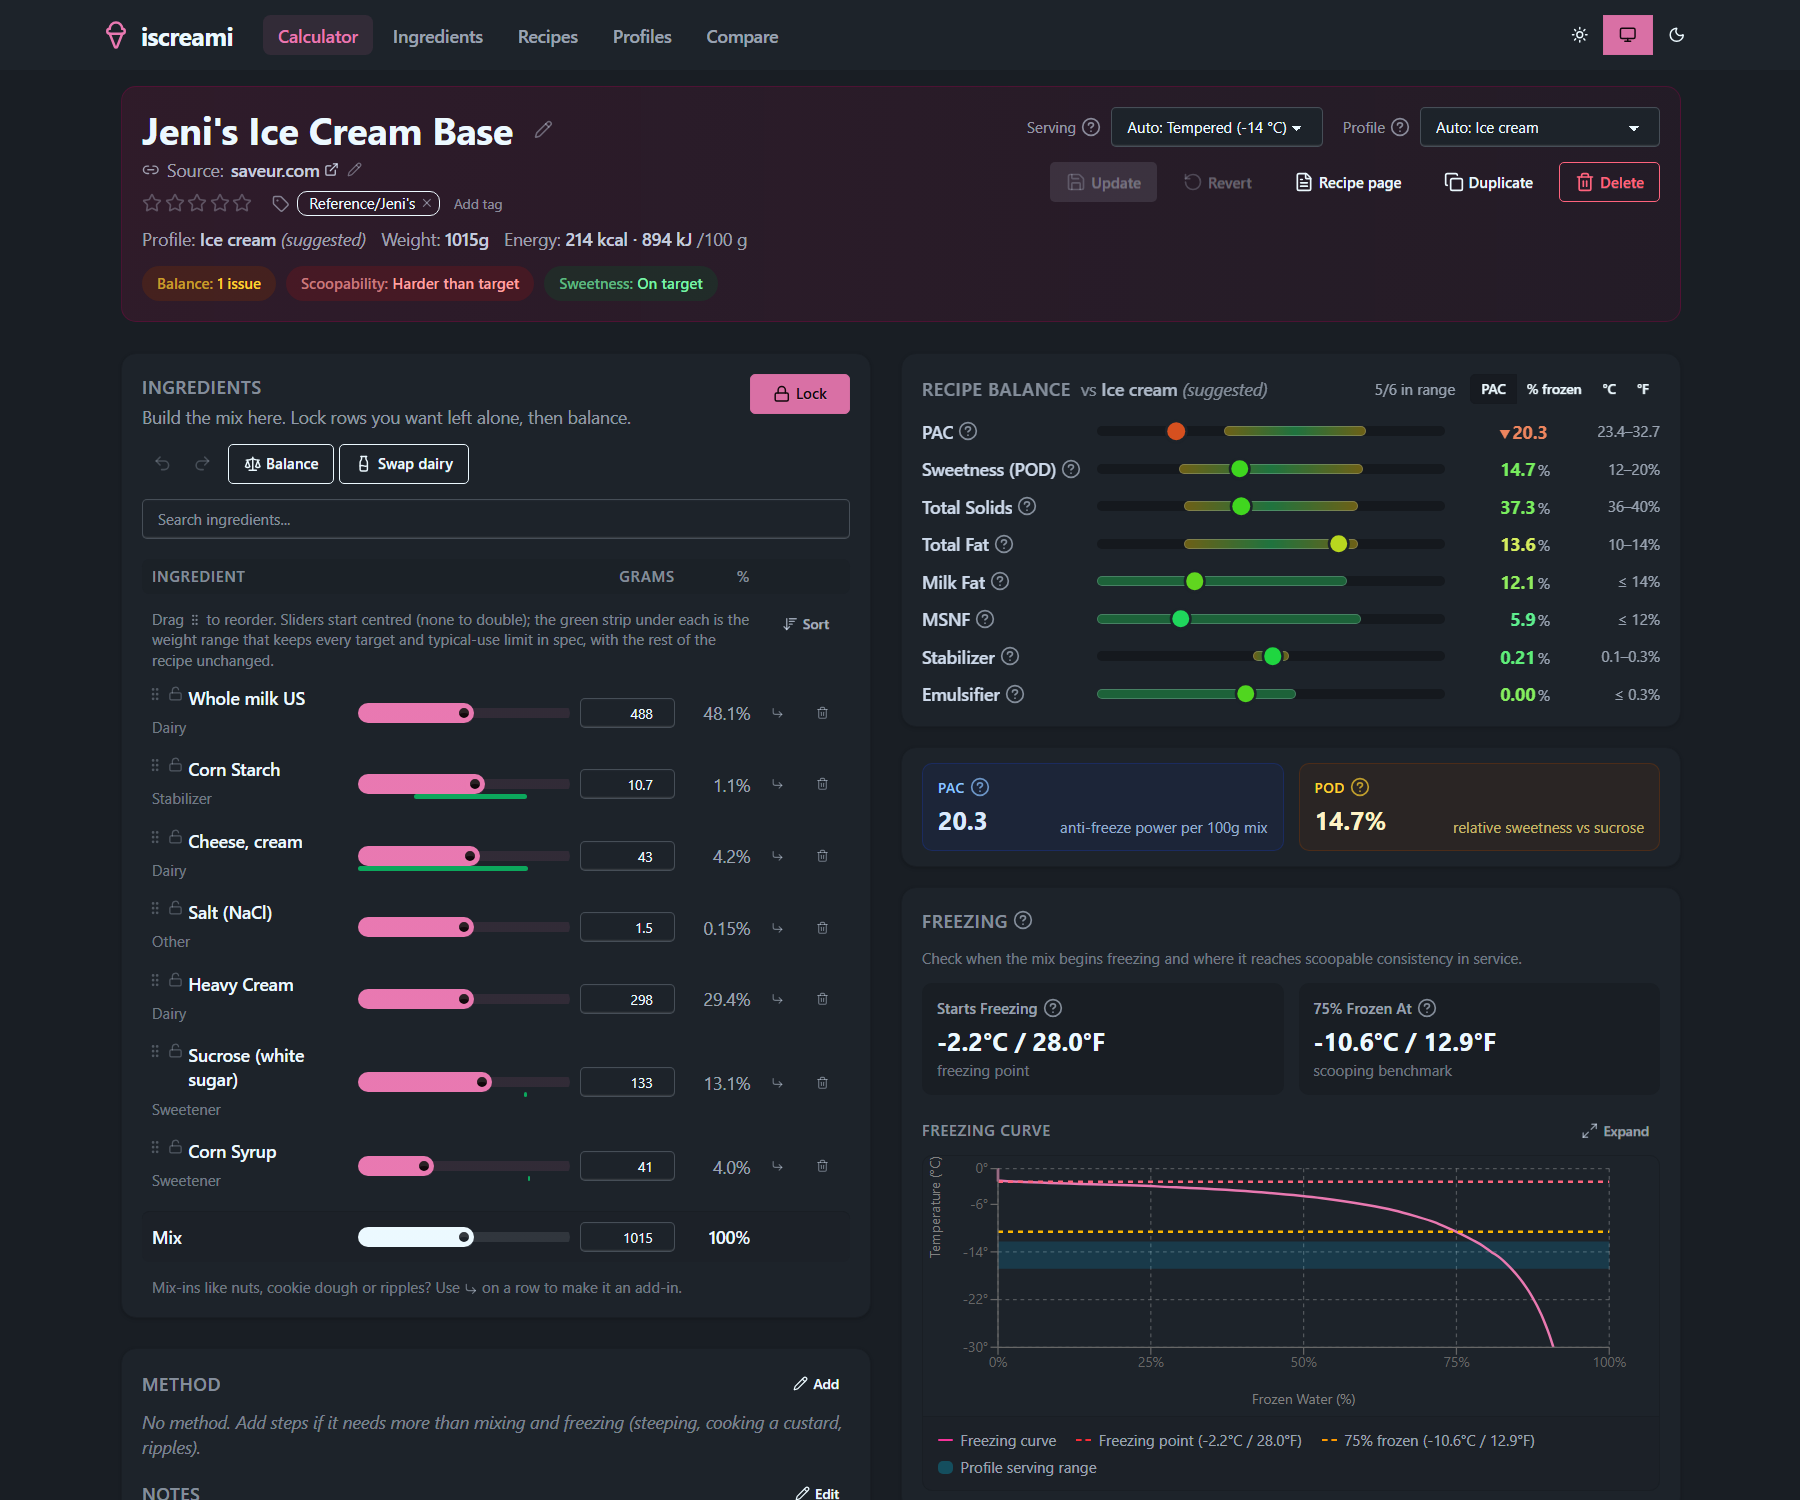 iscreami
Calculator
Ingredients
Recipes
Profiles
Compare
Jeni's Ice Cream Base
Serving
Auto: Tempered (-14 °C)
Profile
Auto: Ice cream
Source: saveur.com
Update
Revert
Recipe page
Duplicate
Delete
Reference/Jeni's ×
Add tag
Profile: Ice cream (suggested) Weight: 1015g Energy: 214 kcal · 894 kJ /100 g
Balance: 1 issue
Scoopability: Harder than target
Sweetness: On target
INGREDIENTS
Build the mix here. Lock rows you want left alone, then balance.
Lock
Balance
Swap dairy
Search ingredients...
INGREDIENT GRAMS %
Drag ⠿ to reorder. Sliders start centred (none to double); the green strip under each is the
weight range that keeps every target and typical-use limit in spec, with the rest of the
recipe unchanged.
Sort
Whole milk US
Dairy
488 48.1%
Corn Starch
Stabilizer
10.7 1.1%
Cheese, cream
Dairy
43 4.2%
Salt (NaCl)
Other
1.5 0.15%
Heavy Cream
Dairy
298 29.4%
Sucrose (white
sugar)
Sweetener
133 13.1%
Corn Syrup
Sweetener
41 4.0%
Mix 1015 100%
Mix-ins like nuts, cookie dough or ripples? Use ↳ on a row to make it an add-in.
METHOD
Add
No method. Add steps if it needs more than mixing and freezing (steeping, cooking a custard,
ripples).
NOTES
Edit
RECIPE BALANCE vs Ice cream (suggested)
5/6 in range PAC % frozen °C °F
PAC ? ▼20.3 23.4–32.7
Sweetness (POD) ? 14.7% 12–20%
Total Solids ? 37.3% 36–40%
Total Fat ? 13.6% 10–14%
Milk Fat ? 12.1% ≤ 14%
MSNF ? 5.9% ≤ 12%
Stabilizer ? 0.21% 0.1–0.3%
Emulsifier ? 0.00% ≤ 0.3%
PAC ?
20.3 anti-freeze power per 100g mix
POD ?
14.7% relative sweetness vs sucrose
FREEZING ?
Check when the mix begins freezing and where it reaches scoopable consistency in service.
Starts Freezing ?
-2.2°C / 28.0°F
freezing point
75% Frozen At ?
-10.6°C / 12.9°F
scooping benchmark
FREEZING CURVE
Expand
Temperature (°C)
0°
-6°
-14°
-22°
-30°
0% 25% 50% 75% 100%
Frozen Water (%)
Freezing curve
Freezing point (-2.2°C / 28.0°F)
75% frozen (-10.6°C / 12.9°F)
Profile serving range